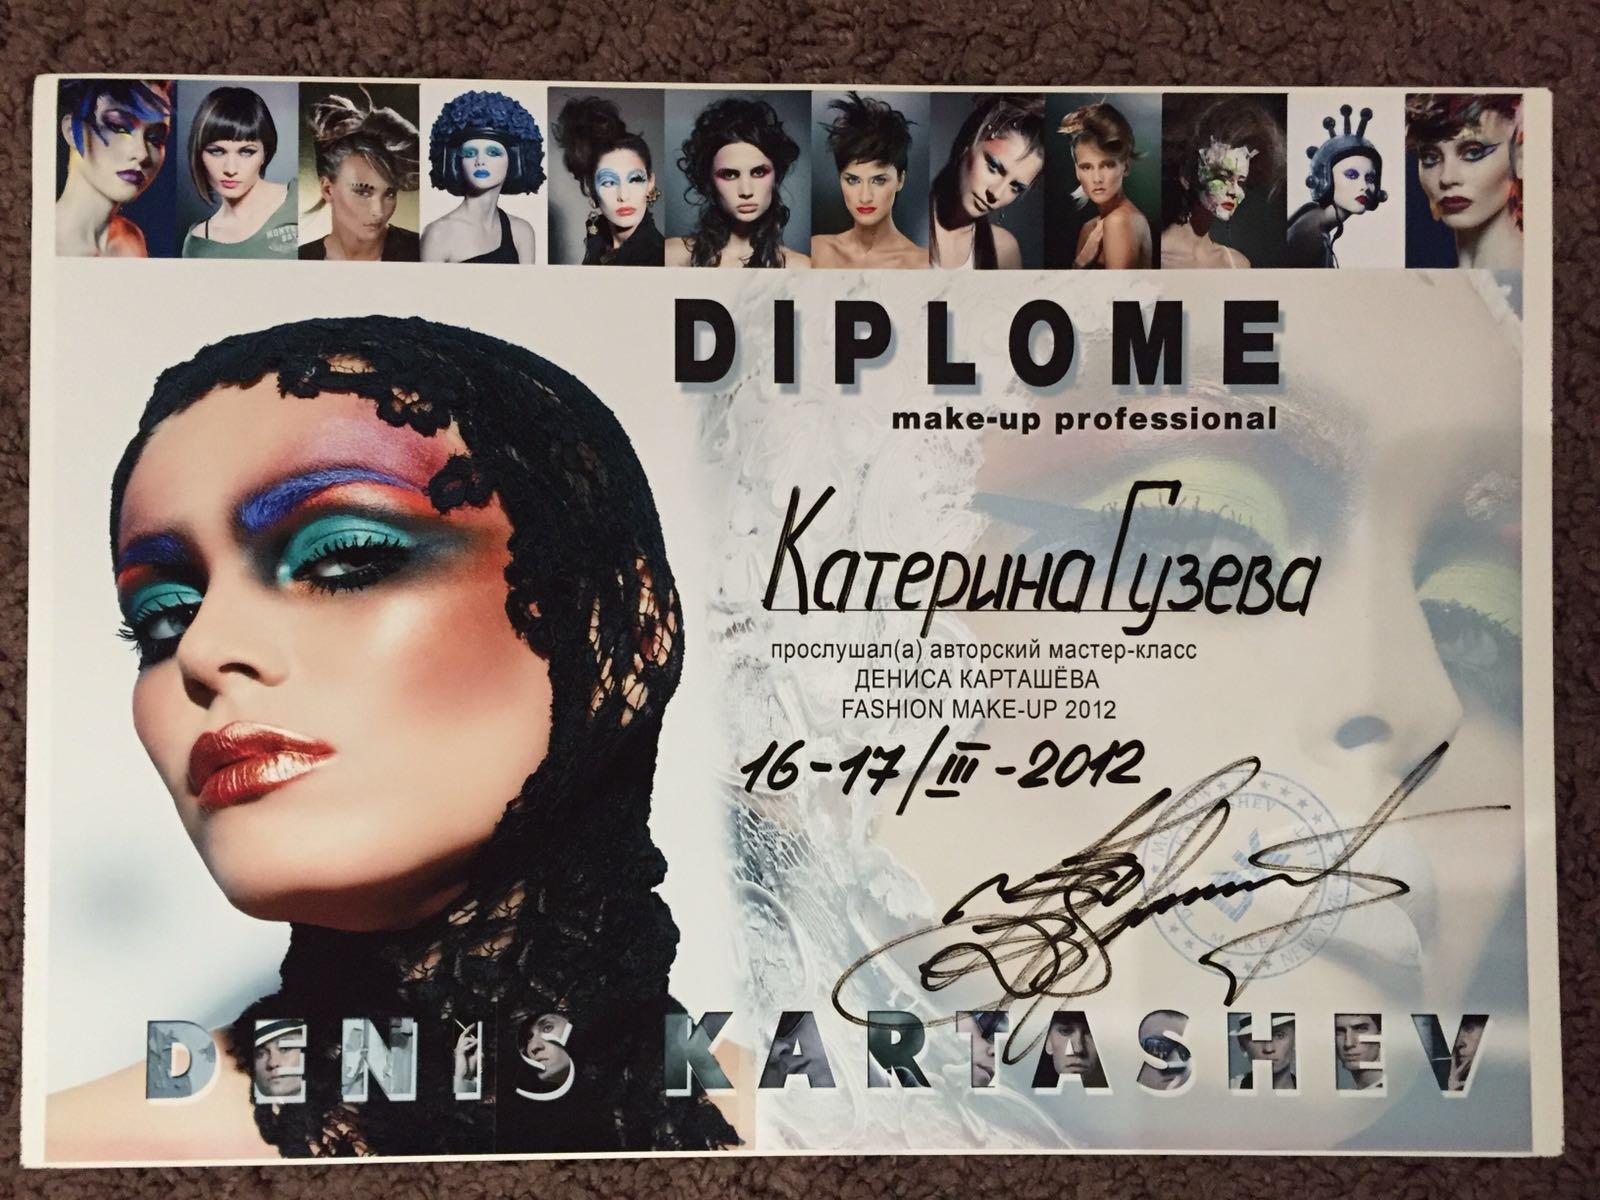 DIPLOME
make-up professional
Катерина Гузева
прослушал(а) авторский мастер-класс
ДЕНИСА КАРТАШЁВА
FASHION MAKE-UP 2012
16-17/III-2012
DENIS KARTASHEV